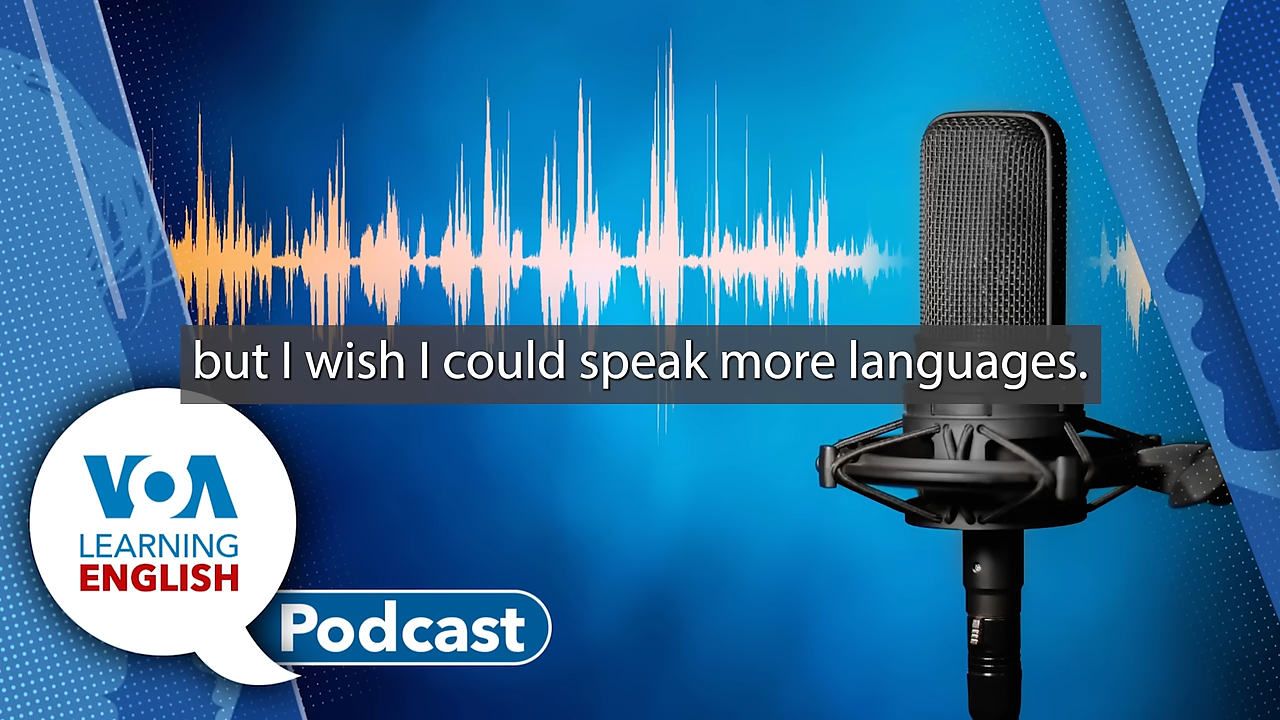 but I wish I could speak more languages.
VOA
LEARNING
ENGLISH
Podcast